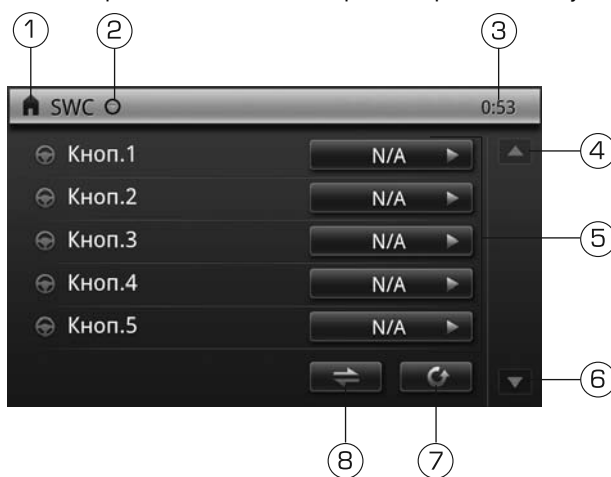 1 2 3
SWC 0:53
4
Кноп.1 N/A
Кноп.2 N/A
5
Кноп.3 N/A
Кноп.4 N/A
Кноп.5 N/A
6
8 7